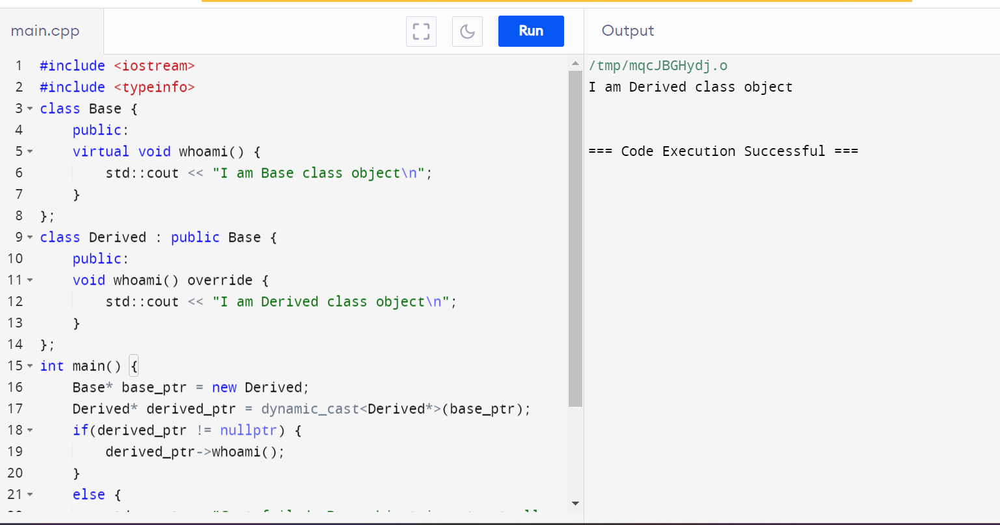 main.cpp
Run
Output
1 #include <iostream>
2 #include <typeinfo>
3 class Base {
4 public:
5 virtual void whoami() {
6 std::cout << "I am Base class object\n";
7 }
8 };
9 class Derived : public Base {
10 public:
11 void whoami() override {
12 std::cout << "I am Derived class object\n";
13 }
14 };
15 int main() {
16 Base* base_ptr = new Derived;
17 Derived* derived_ptr = dynamic_cast<Derived*>(base_ptr);
18 if(derived_ptr != nullptr) {
19 derived_ptr->whoami();
20 }
21 else {
/tmp/mqcJBGHydj.o
I am Derived class object
=== Code Execution Successful ===